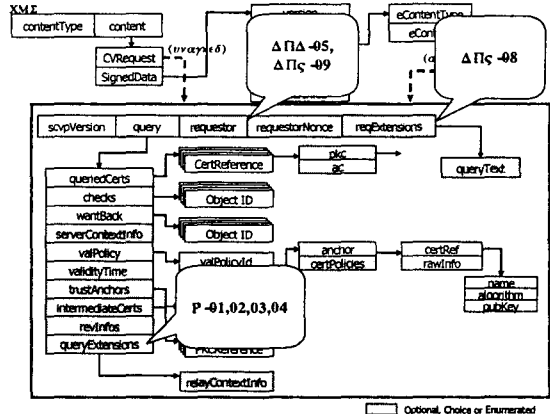 ΧΜΣ
contentType content
version
eContentType
eCont
CVRequest
SignedData
(υναγνεδ)
(α
ΔΠΔ -05,
ΔΠς -09
ΔΠς -08
scvpVersion query requestor requestorNonce reqExtensions
queryText
queriedCerts
checks
wantBack
serverContextInfo
valPolicy
validityTime
trustAnchors
intermediateCerts
revInfos
queryExtensions
CertReference
pkc
ac
Object ID
Object ID
valPolicyId
anchor
certPolicies
certRef
rawInfo
name
algorithm
pubKey
P -01,02,03,04
PKCReference
relayContextInfo
Optional, Choice or Enumerated